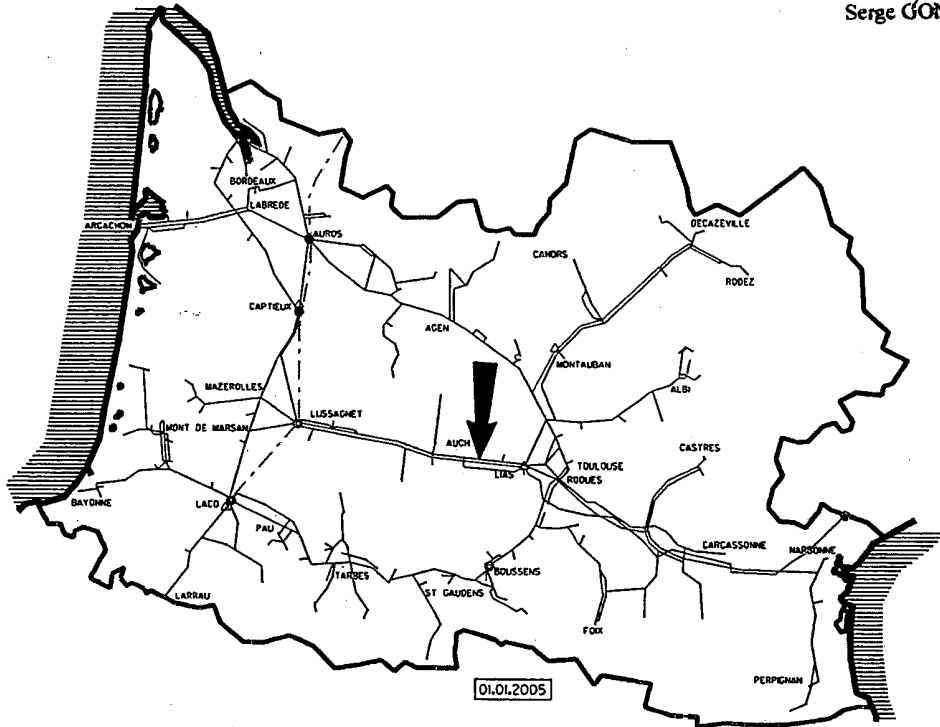 Serge GON
BORDEAUX
LABREDE
ARCACHON
AUROS
DECAZEVILLE
CAHORS
RODEZ
CAPTIEUX
AGEN
MONTAUBAN
MAZEROLLES
ALBI
LUSSAGNET
MONT DE MARSAN
AUCH
CASTRES
LIAS
TOULOUSE
ROQUES
BAYONNE
LACQ
PAU
CARCASSONNE
NARBONNE
BOUSSENS
TARBES
ST GAUDENS
LARRAU
FOIX
PERPIGNAN
01.01.2005